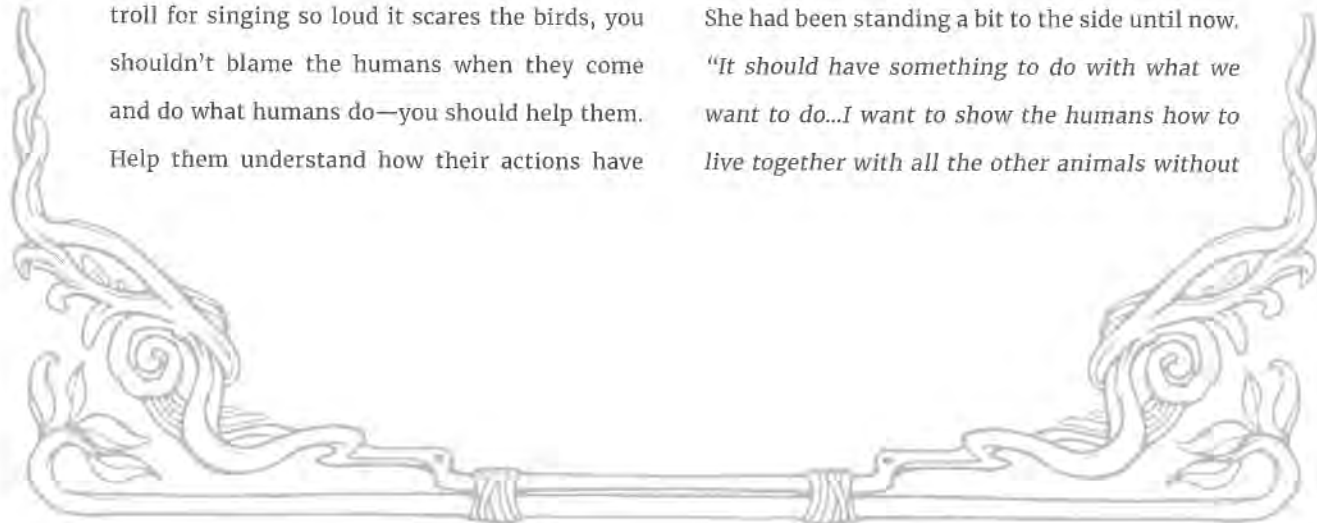 troll for singing so loud it scares the birds, you
shouldn't blame the humans when they come
and do what humans do—you should help them.
Help them understand how their actions have
She had been standing a bit to the side until now.
"It should have something to do with what we
want to do...I want to show the humans how to
live together with all the other animals without